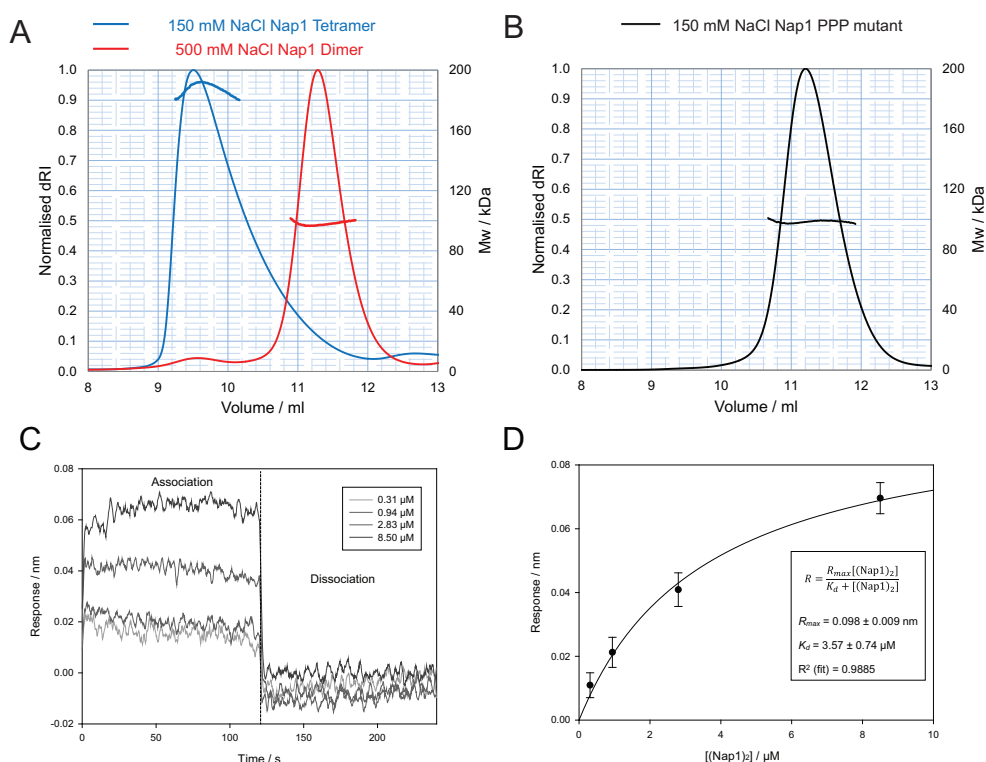 A
150 mM NaCl Nap1 Tetramer
500 mM NaCl Nap1 Dimer
1.0
0.9
0.8
0.7
0.6
0.5
0.4
0.3
0.2
0.1
0.0
Normalised dRI
200
160
120
80
40
0
Mw / kDa
8
9
10
11
12
13
Volume / ml
B
150 mM NaCl Nap1 PPP mutant
1.0
0.9
0.8
0.7
0.6
0.5
0.4
0.3
0.2
0.1
0.0
Normalised dRI
200
160
120
80
40
0
Mw / kDa
8
9
10
11
12
13
Volume / ml
C
0.08
0.06
0.04
0.02
0.00
-0.02
Response / nm
Association
0.31 µM
0.94 µM
2.83 µM
8.50 µM
Dissociation
0
50
100
150
200
Time / s
D
0.08
0.06
0.04
0.02
0.00
Response / nm
R = Rmax[(Nap1)2] / Kd + [(Nap1)2]
Rmax = 0.098 ± 0.009 nm
Kd = 3.57 ± 0.74 µM
R² (fit) = 0.9885
0
2
4
6
8
10
[(Nap1)2] / µM